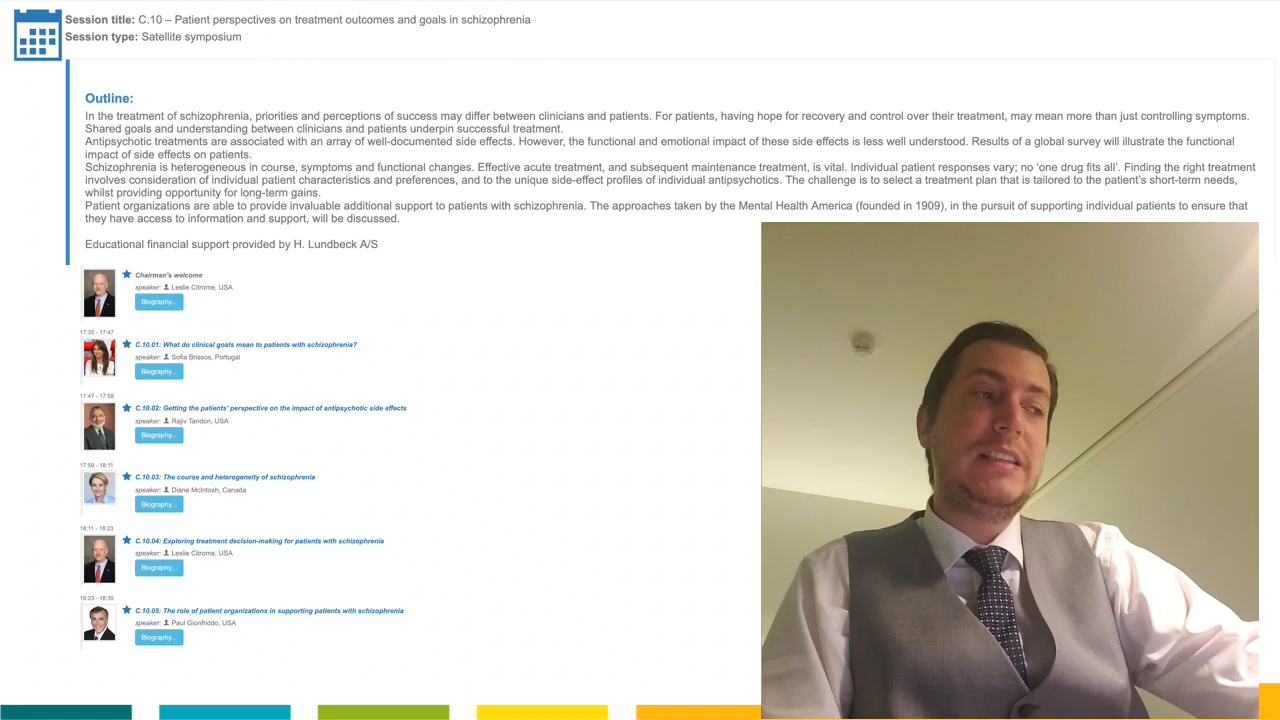 Session title: C.10 – Patient perspectives on treatment outcomes and goals in schizophrenia
Session type: Satellite symposium
Outline:
In the treatment of schizophrenia, priorities and perceptions of success may differ between clinicians and patients. For patients, having hope for recovery and control over their treatment, may mean more than just controlling symptoms.
Shared goals and understanding between clinicians and patients underpin successful treatment.
Antipsychotic treatments are associated with an array of well-documented side effects. However, the functional and emotional impact of these side effects is less well understood. Results of a global survey will illustrate the functional
impact of side effects on patients.
Schizophrenia is heterogeneous in course, symptoms and functional changes. Effective acute treatment, and subsequent maintenance treatment, is vital. Individual patient responses vary; no ‘one drug fits all’. Finding the right treatment
involves consideration of individual patient characteristics and preferences, and to the unique side-effect profiles of individual antipsychotics. The challenge is to select a treatment plan that is tailored to the patient’s short-term needs,
whilst providing opportunity for long-term gains.
Patient organizations are able to provide invaluable additional support to patients with schizophrenia. The approaches taken by the Mental Health America (founded in 1909), in the pursuit of supporting individual patients to ensure that
they have access to information and support, will be discussed.
Educational financial support provided by H. Lundbeck A/S
Chairman's welcome
speaker: Leslie Citrome, USA
Biography...
17:35 - 17:47
C.10.01: What do clinical goals mean to patients with schizophrenia?
speaker: Sofia Brissos, Portugal
Biography...
17:47 - 17:59
C.10.02: Getting the patients' perspective on the impact of antipsychotic side effects
speaker: Rajiv Tandon, USA
Biography...
17:59 - 18:11
C.10.03: The course and heterogeneity of schizophrenia
speaker: Diane McIntosh, Canada
Biography...
18:11 - 18:23
C.10.04: Exploring treatment decision-making for patients with schizophrenia
speaker: Leslie Citrome, USA
Biography...
18:23 - 18:35
C.10.05: The role of patient organizations in supporting patients with schizophrenia
speaker: Paul Gionfriddo, USA
Biography...